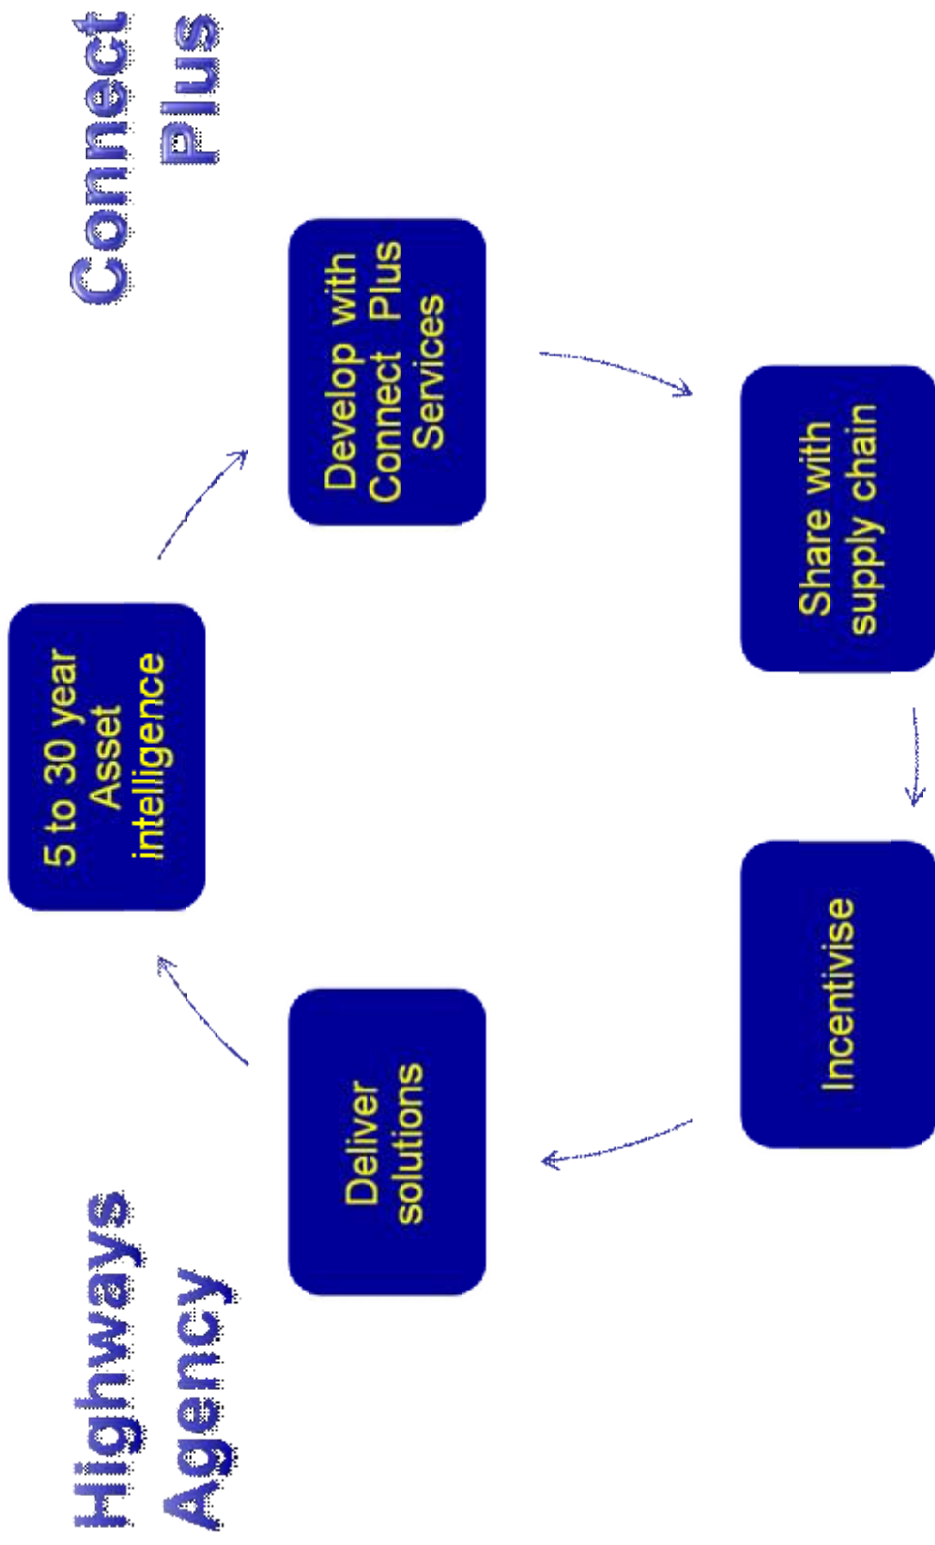 Highways
Agency
Connect
Plus
5 to 30 year
Asset
intelligence
Develop with
Connect Plus
Services
Share with
supply chain
Incentivise
Deliver
solutions